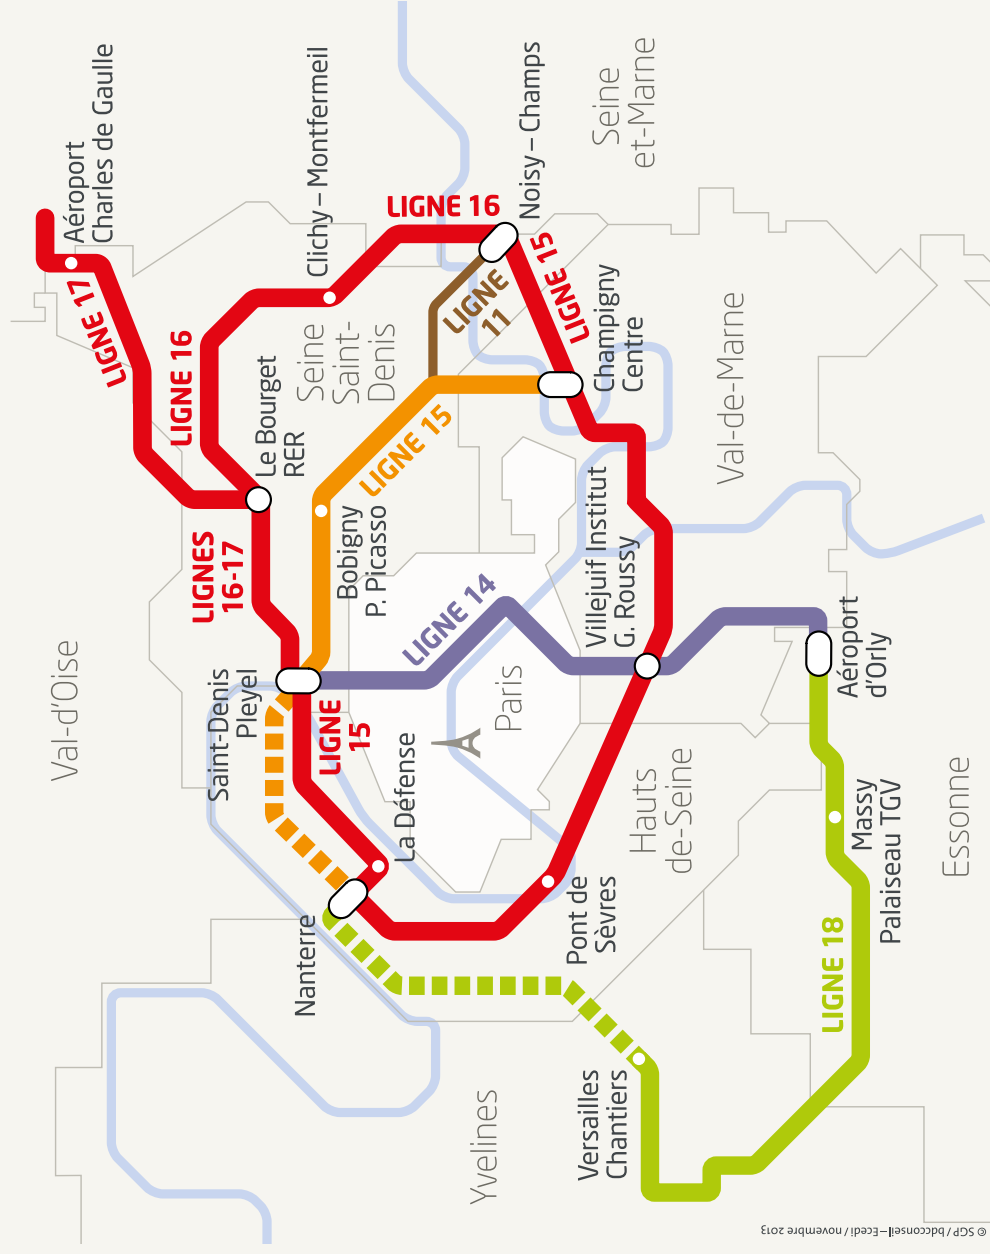 Aéroport
Charles de Gaulle
LIGNE 17
Clichy – Montfermeil
LIGNE 16
Noisy – Champs
Seine
et-Marne
LIGNE 16
Le Bourget
RER
Seine
Saint-
Denis
LIGNE
11
LIGNE 15
Champigny
Centre
LIGNE 15
Val-de-Marne
LIGNES
16-17
Bobigny
P. Picasso
LIGNE 14
Villejuif Institut
G. Roussy
Val-d'Oise
Saint-Denis
Pleyel
LIGNE
15
Paris
Aéroport
d'Orly
La Défense
Hauts
de-Seine
Massy
Palaiseau TGV
Essonne
Nanterre
Pont de
Sèvres
LIGNE 18
Yvelines
Versailles
Chantiers
© SGP / bdcconseil – Ecedi / novembre 2013